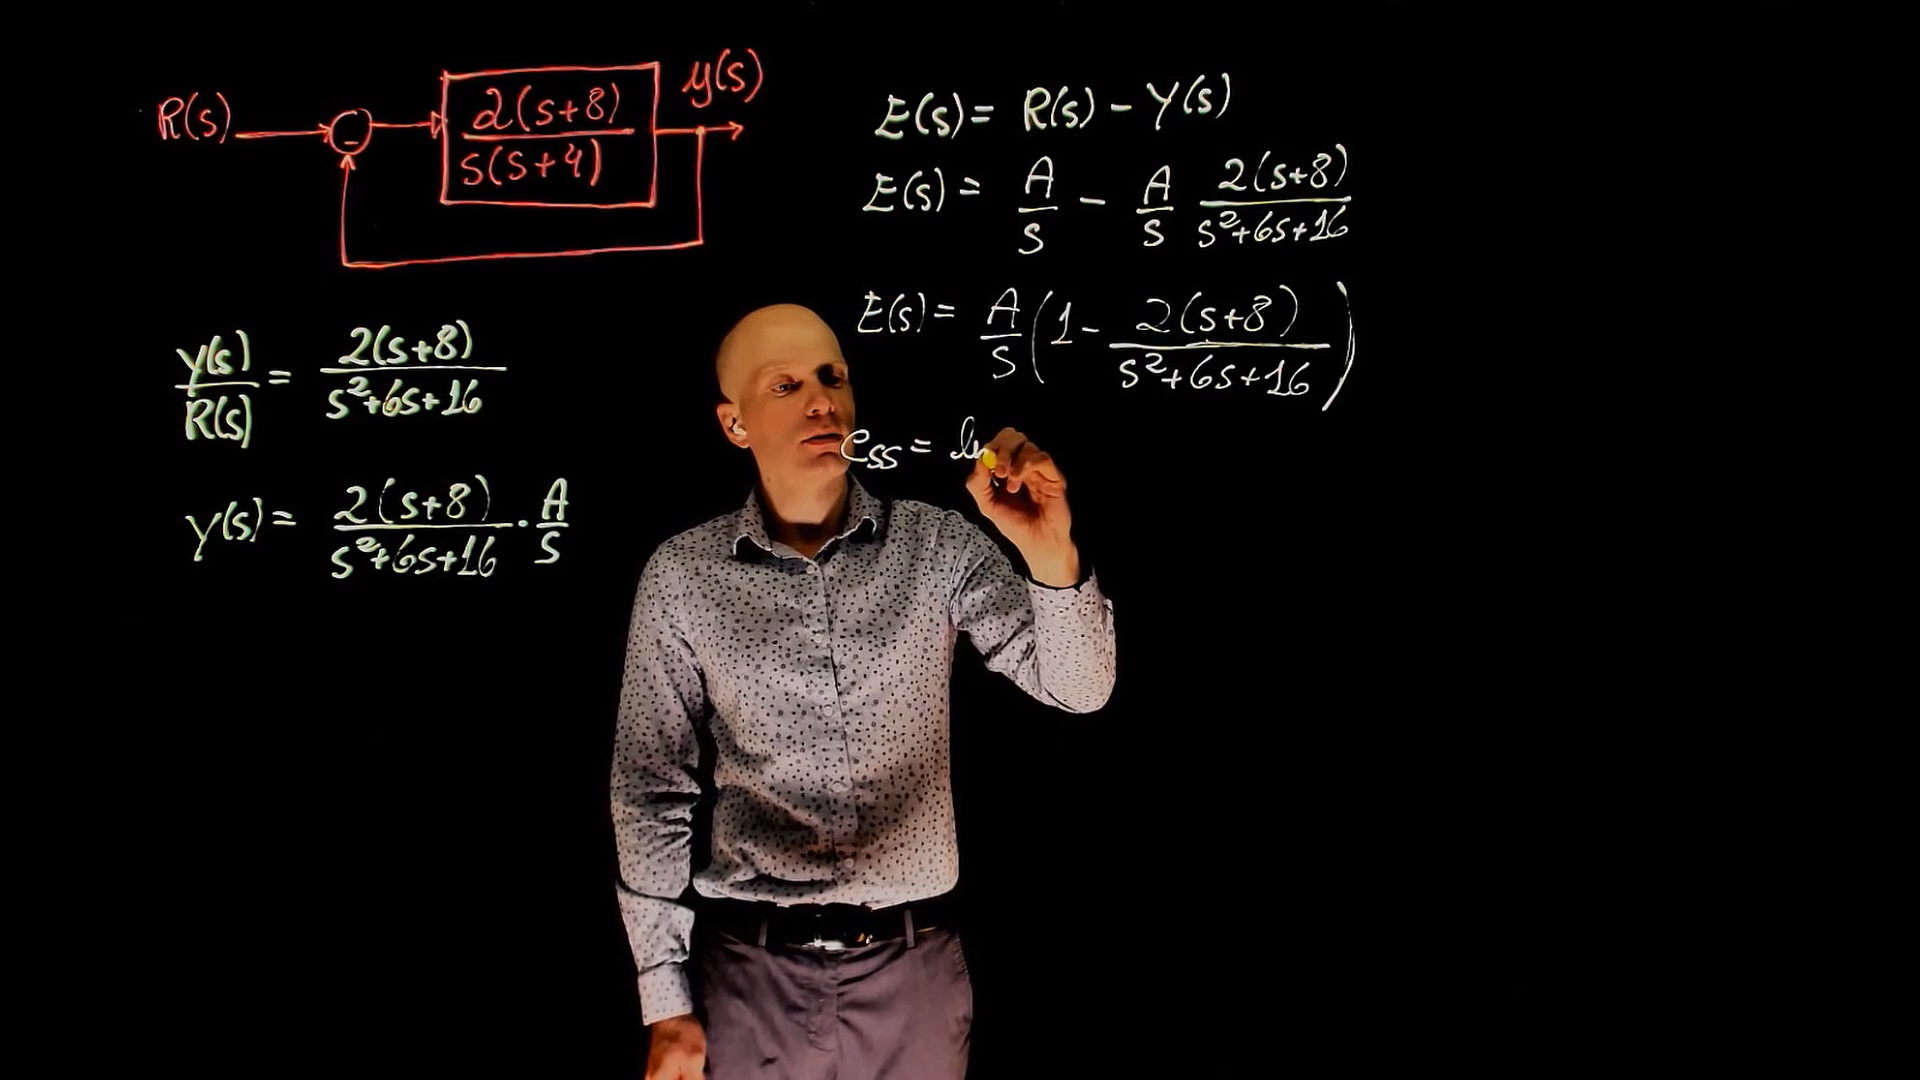 R(s)
-
2(s+8)
s(s+4)
y(s)
y(s)/R(s) = 2(s+8)/s²+6s+16
y(s) = 2(s+8)/s²+6s+16 · A/s
E(s) = R(s) - Y(s)
E(s) = A/s - A/s 2(s+8)/s²+6s+16
E(s) = A/s (1 - 2(s+8)/s²+6s+16)
ess =